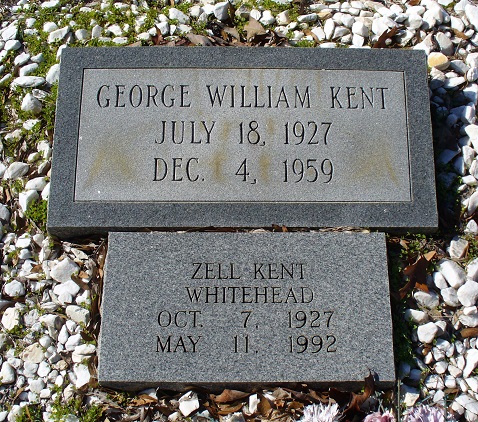 GEORGE WILLIAM KENT
JULY 18, 1927
DEC. 4, 1959
ZELL KENT
WHITEHEAD
OCT. 7, 1927
MAY 11, 1992